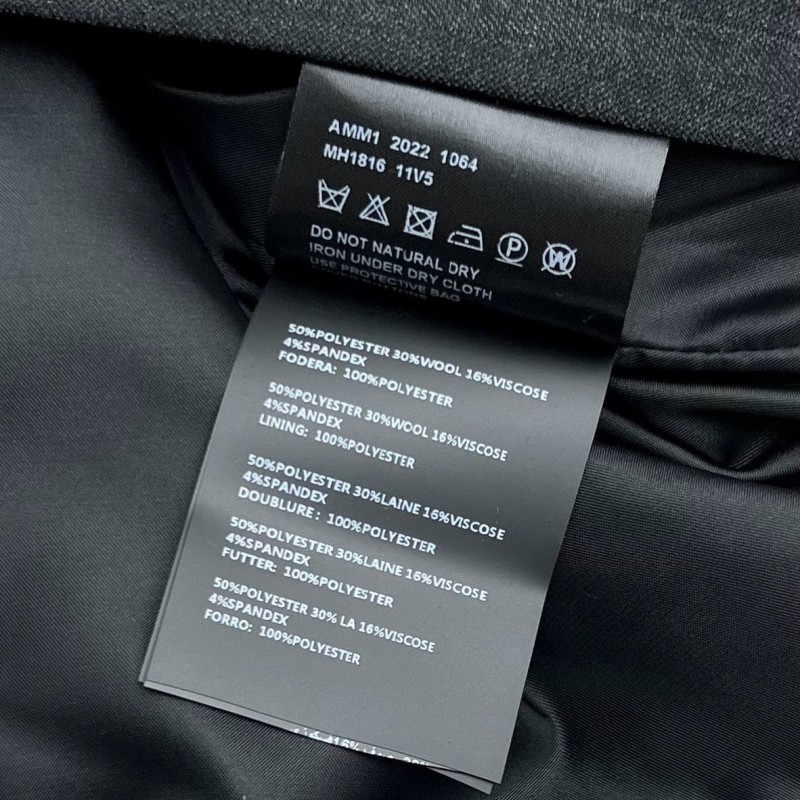 AMM1 2022 1064
MH1816 11V5
P
W
DO NOT NATURAL DRY
IRON UNDER DRY CLOTH
USE PROTECTIVE BAG
50%POLYESTER 30%WOOL 16%VISCOSE
4%SPANDEX
FODERA: 100%POLYESTER
50%POLYESTER 30%WOOL 16%VISCOSE
4%SPANDEX
LINING: 100%POLYESTER
50%POLYESTER 30%LAINE 16%VISCOSE
4%SPANDEX
DOUBLURE: 100%POLYESTER
50%POLYESTER 30%LAINE 16%VISCOSE
4%SPANDEX
FUTTER: 100%POLYESTER
50%POLYESTER 30% LA 16%VISCOSE
4%SPANDEX
FORRO: 100%POLYESTER